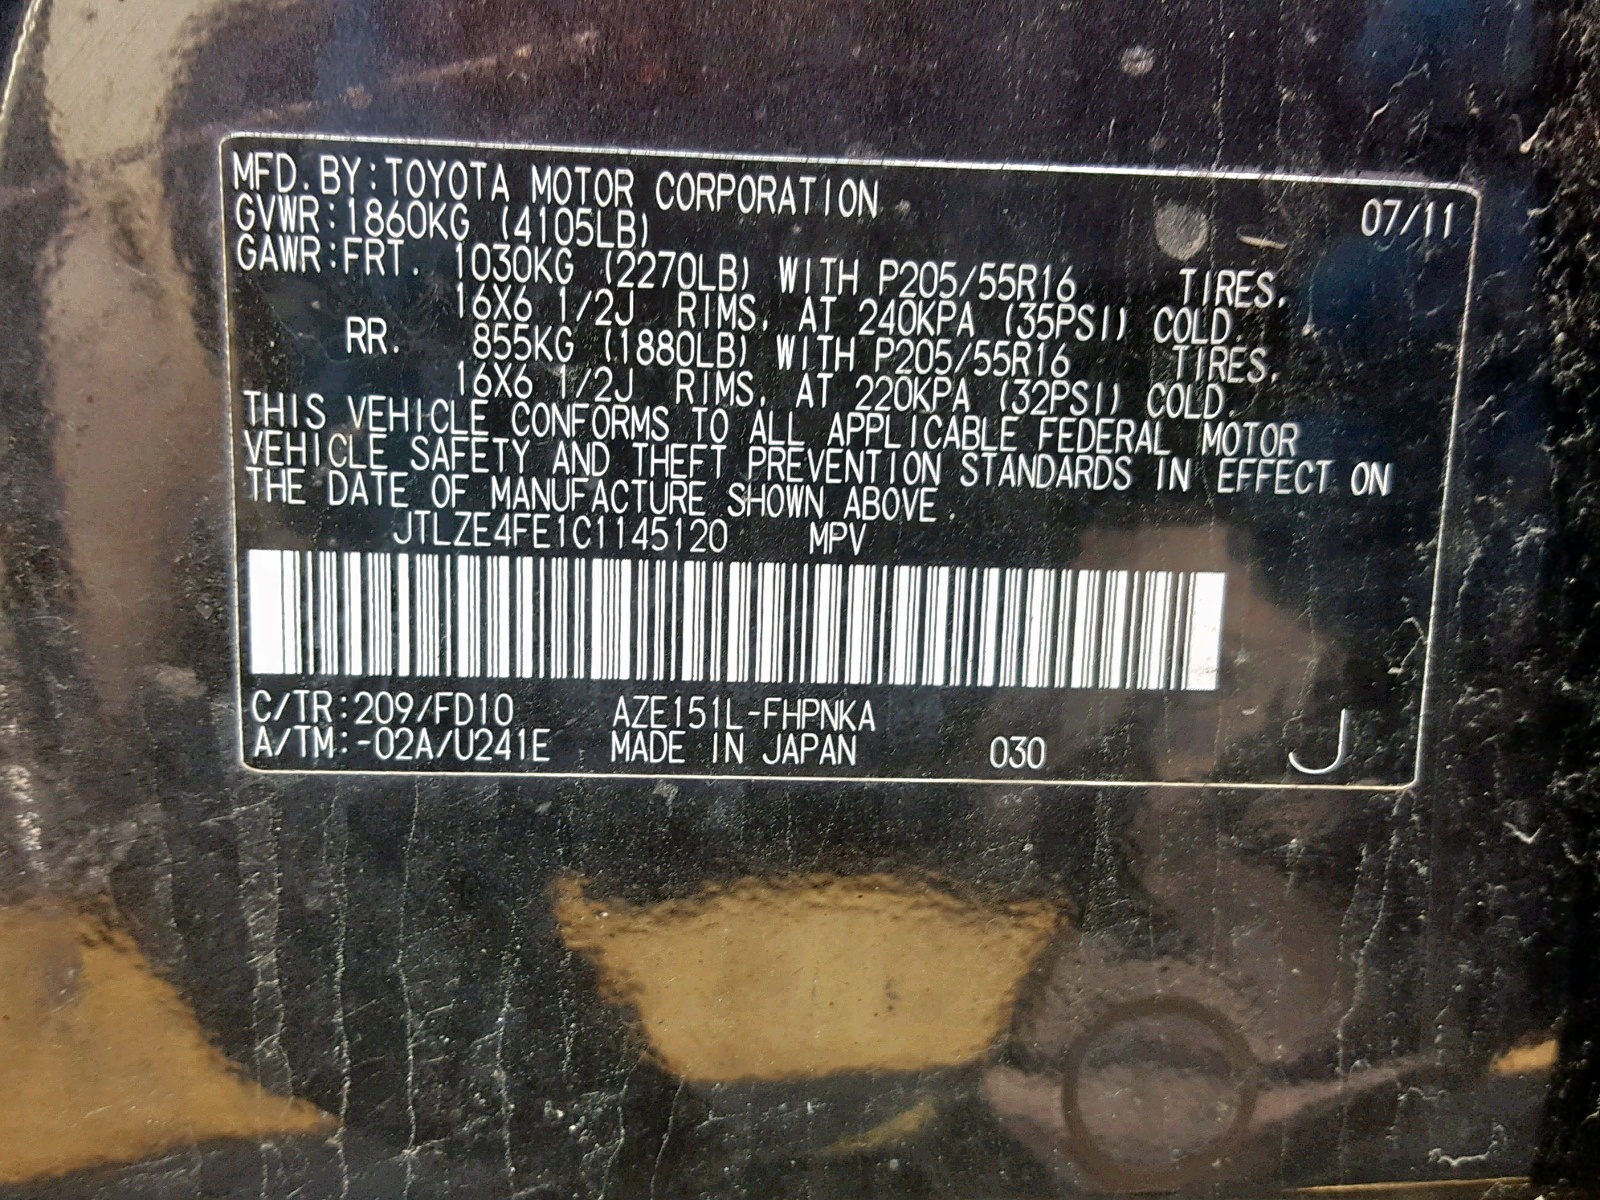 MFD.BY:TOYOTA MOTOR CORPORATION 07/11
GVWR:1860KG (4105LB)
GAWR:FRT. 1030KG (2270LB) WITH P205/55R16 TIRES,
16X6 1/2J RIMS, AT 240KPA (35PSI) COLD.
RR. 855KG (1880LB) WITH P205/55R16 TIRES,
16X6 1/2J RIMS, AT 220KPA (32PSI) COLD.
THIS VEHICLE CONFORMS TO ALL APPLICABLE FEDERAL MOTOR
VEHICLE SAFETY AND THEFT PREVENTION STANDARDS IN EFFECT ON
THE DATE OF MANUFACTURE SHOWN ABOVE.
JTLZE4FE1C1145120 MPV
C/TR:209/FD10 AZE151L-FHPNKA
A/TM:-02A/U241E MADE IN JAPAN 030 J